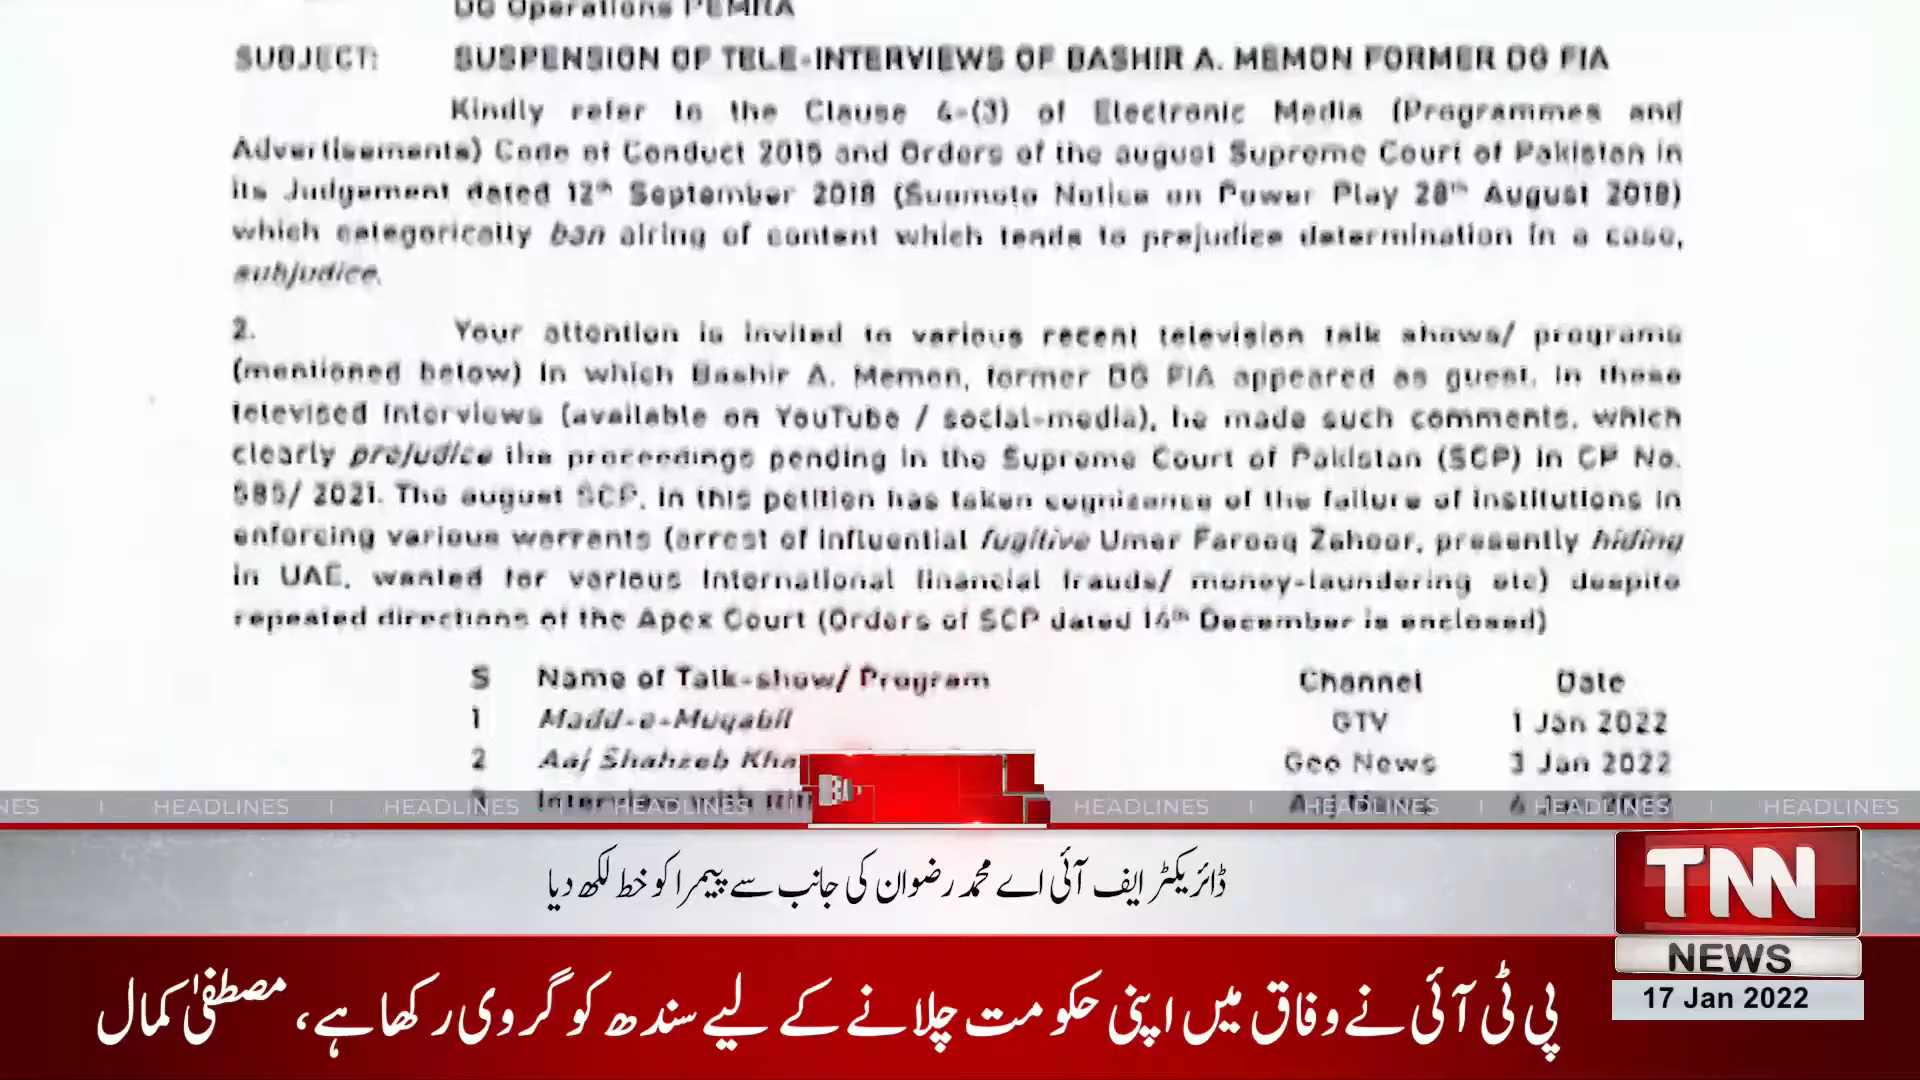 DG Operations PEMRA
SUBJECT: SUSPENSION OF TELE-INTERVIEWS OF BASHIR A. MEMON FORMER DG FIA
Kindly refer to the Clause 4-(3) of Electronic Media (Programmes and
Advertisements) Code of Conduct 2015 and Orders of the august Supreme Court of Pakistan in
its Judgement dated 12th September 2018 (Suomoto Notice on Power Play 28th August 2018)
which categorically ban airing of content which tends to prejudice determination in a case,
subjudice.
2. Your attention is invited to various recent television talk shows/ programs
(mentioned below) in which Bashir A. Memon, former DG FIA appeared as guest. In these
televised interviews (available on YouTube / social-media), he made such comments, which
clearly prejudice the proceedings pending in the Supreme Court of Pakistan (SCP) in CP No.
/ 2021. The august SCP, in this petition has taken cognizance of the failure of institutions in
enforcing various warrants (arrest of influential fugitive Umar Farooq Zahoor, presently hiding
in UAE, wanted for various International financial frauds/ money-laundering etc) despite
repeated directions of the Apex Court (Orders of SCP dated December is enclosed)
S Name of Talk-show/ Program Channel Date
1 Madd-e-Muqabil GTV 1 Jan 2022
2 Aaj Shahzeb Kha Geo News 3 Jan 2022
3 Interview with
NEWS I HEADLINES I HEADLINES HEADLINES HEADLINES I HEADLINES I HEADLINES I HEADLINES
ڈائریکٹر ایف آئی اے محمد رضوان کی جانب سے پیمرا کو خط لکھ دیا
TNN
NEWS
17 Jan 2022
پی ٹی آئی نے وفاق میں اپنی حکومت چلانے کے لیے سندھ کو گروی رکھا ہے، مصطفیٰ کمال